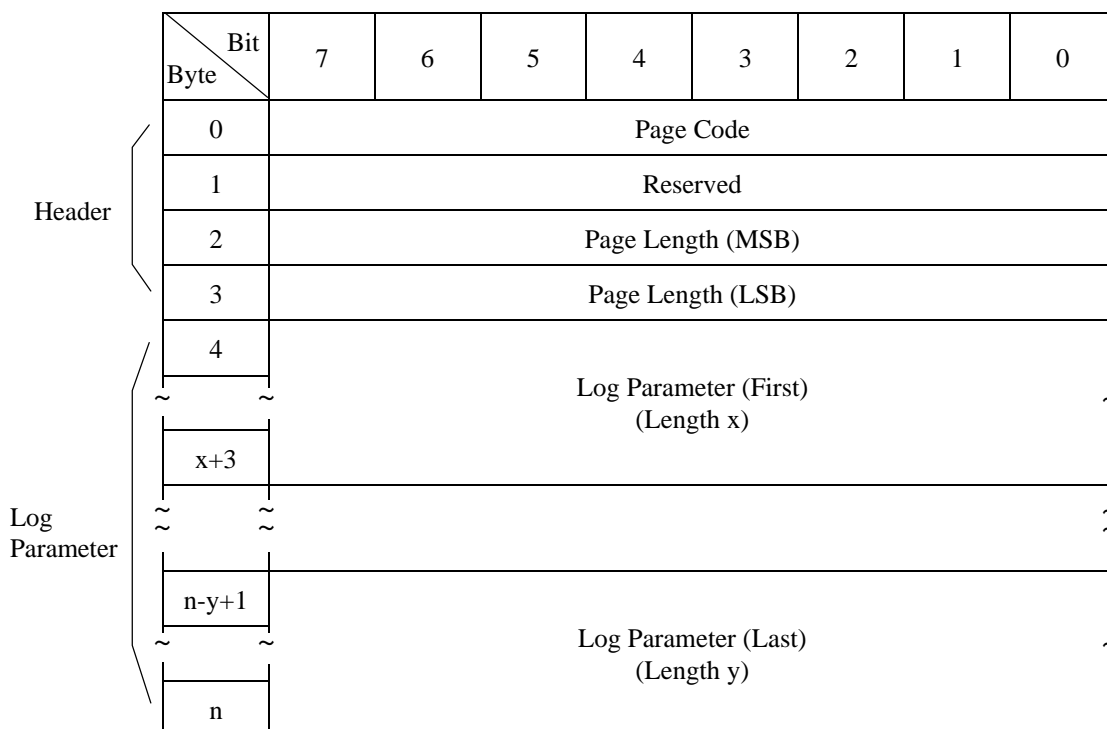 Bit
Byte
7 6 5 4 3 2 1 0
0 Page Code
1 Reserved
Header
2 Page Length (MSB)
3 Page Length (LSB)
4
Log Parameter (First)
~ ~ ~
(Length x)
x+3
Log
Parameter
~ ~ ~
~ ~ ~
n-y+1
Log Parameter (Last)
~ ~ ~
(Length y)
n